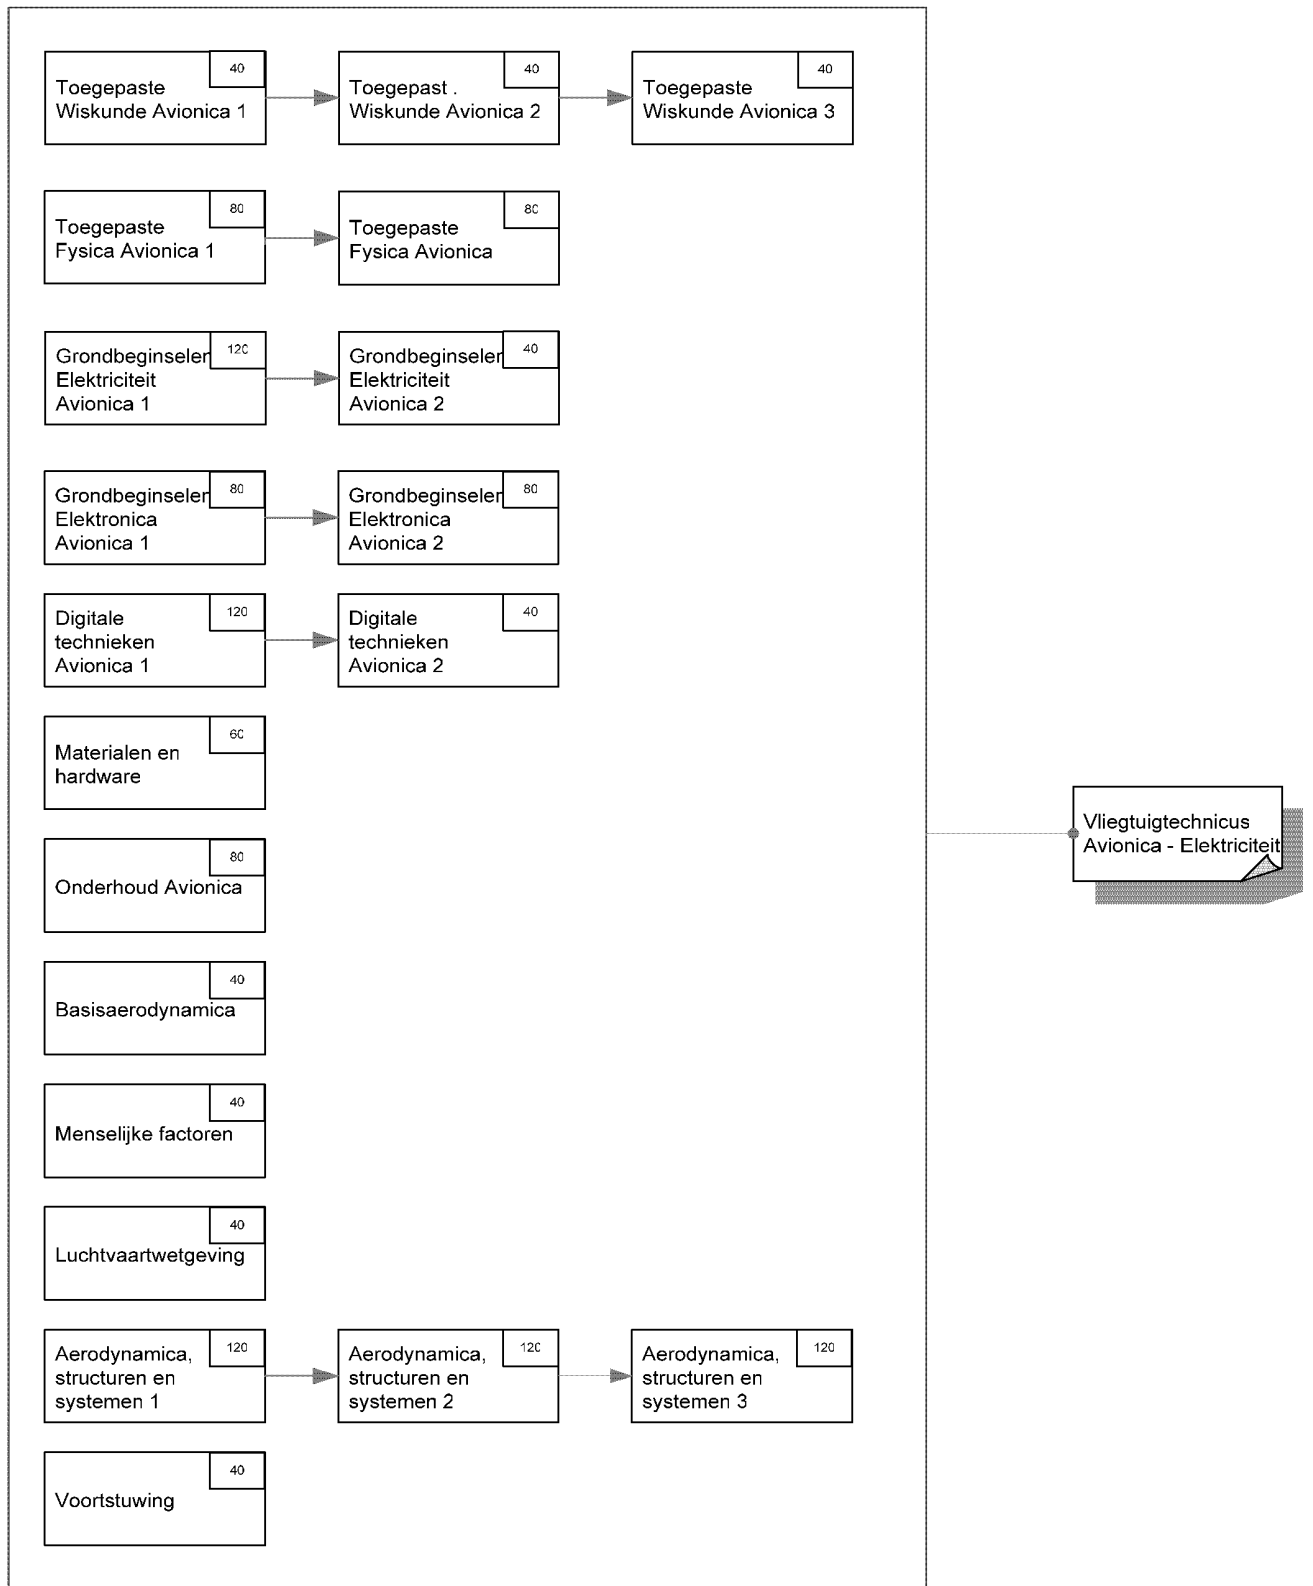 40
Toegepaste
Wiskunde Avionica 1
40
Toegepast .
Wiskunde Avionica 2
40
Toegepaste
Wiskunde Avionica 3
80
Toegepaste
Fysica Avionica 1
80
Toegepaste
Fysica Avionica
120
Grondbeginselen
Elektriciteit
Avionica 1
40
Grondbeginselen
Elektriciteit
Avionica 2
80
Grondbeginselen
Elektronica
Avionica 1
80
Grondbeginselen
Elektronica
Avionica 2
120
Digitale
technieken
Avionica 1
40
Digitale
technieken
Avionica 2
60
Materialen en
hardware
Vliegtuigtechnicus
Avionica - Elektriciteit
80
Onderhoud Avionica
40
Basisaerodynamica
40
Menselijke factoren
40
Luchtvaartwetgeving
120
Aerodynamica,
structuren en
systemen 1
120
Aerodynamica,
structuren en
systemen 2
120
Aerodynamica,
structuren en
systemen 3
40
Voortstuwing